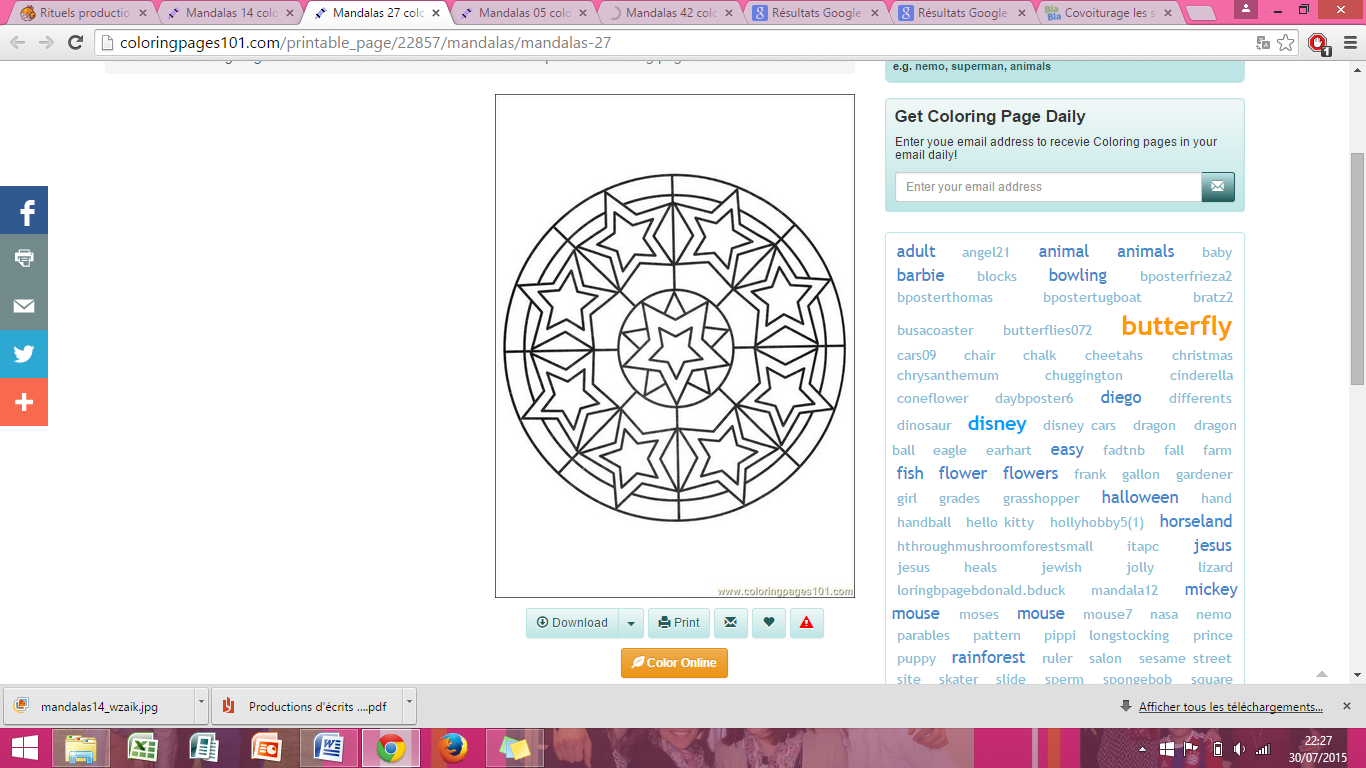 Rituels productio
Mandalas 14 colo
Mandalas 27 colo
Mandalas 05 colo
Mandalas 42 colo
Résultats Google
Résultats Google
Covoiturage les s
coloringpages101.com/printable_page/22857/mandalas/mandalas-27
1
e.g. nemo, superman, animals
Get Coloring Page Daily
Enter youe email address to recevie Coloring pages in your
email daily!
Enter your email address
adult angel21 animal animals baby
barbie blocks bowling bposterfrieza2
bposterthomas bpostertugboat bratz2
busacoaster butterflies072 butterfly
cars09 chair chalk cheetahs christmas
chrysanthemum chuggington cinderella
coneflower daybposter6 diego differents
dinosaur disney disney cars dragon dragon
ball eagle earhart easy fadtnb fall farm
fish flower flowers frank gallon gardener
girl grades grasshopper halloween hand
handball hello kitty hollyhobby5(1) horseland
hthroughmushroomforestsmall itapc jesus
jesus heals jewish jolly lizard
loringbpagebdonald.bduck mandala12 mickey
mouse moses mouse mouse7 nasa nemo
parables pattern pippi longstocking prince
puppy rainforest ruler salon sesame street
site skater slide sperm spongebob square
www.coloringpages101.com
Download
Print
Color Online
mandalas14_wzaik.jpg
Productions d'écrits ....pdf
Afficher tous les téléchargements...
22:27
30/07/2015